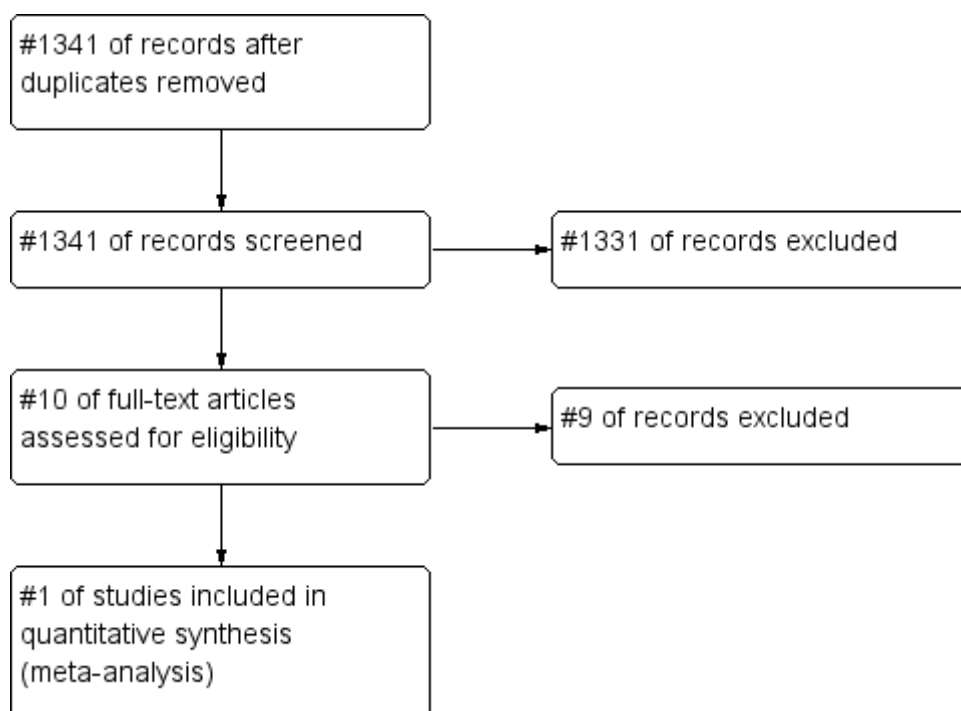 #1341 of records after
duplicates removed
#1341 of records screened
#1331 of records excluded
#10 of full-text articles
assessed for eligibility
#9 of records excluded
#1 of studies included in
quantitative synthesis
(meta-analysis)